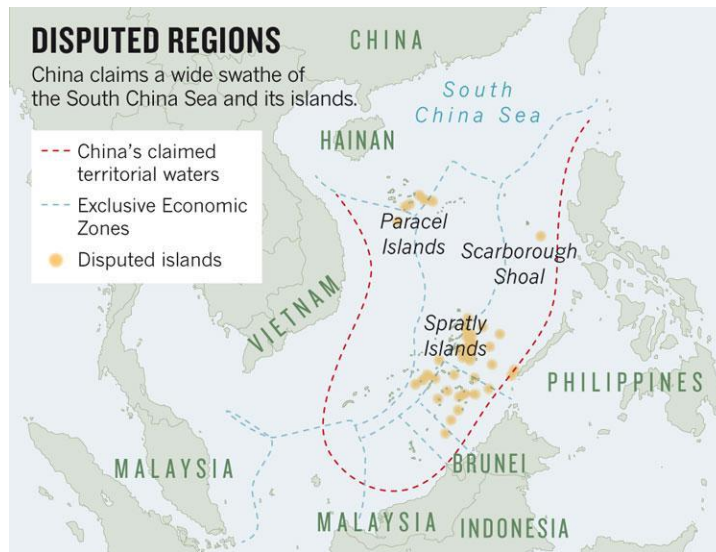 DISPUTED REGIONS
China claims a wide swathe of
the South China Sea and its islands.
China's claimed
territorial waters
Exclusive Economic
Zones
Disputed islands
CHINA
South
China Sea
HAINAN
Paracel
Islands
Scarborough
Shoal
VIETNAM
Spratly
Islands
PHILIPPINES
MALAYSIA
BRUNEI
MALAYSIA
INDONESIA